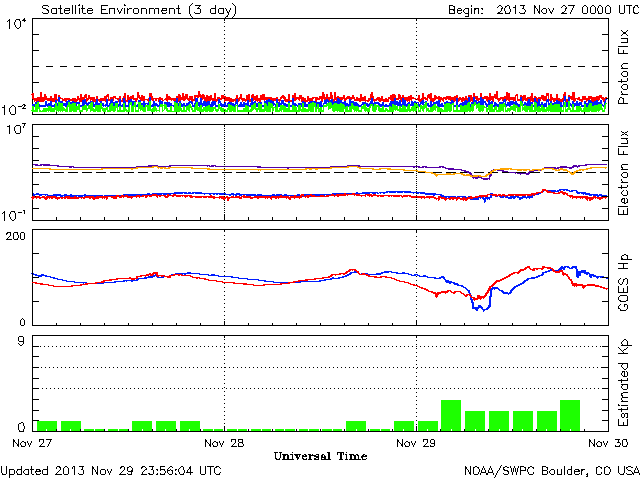 Satellite Environment (3 day) Begin: 2013 Nov 27 0000 UTC
10⁴
Proton Flux
10⁻²
10⁷
Electron Flux
10⁻¹
200
GOES Hp
0
9
Estimated Kp
0
Nov 27 Nov 28 Nov 29 Nov 30
Universal Time
Updated 2013 Nov 29 23:56:04 UTC NOAA/SWPC Boulder, CO USA